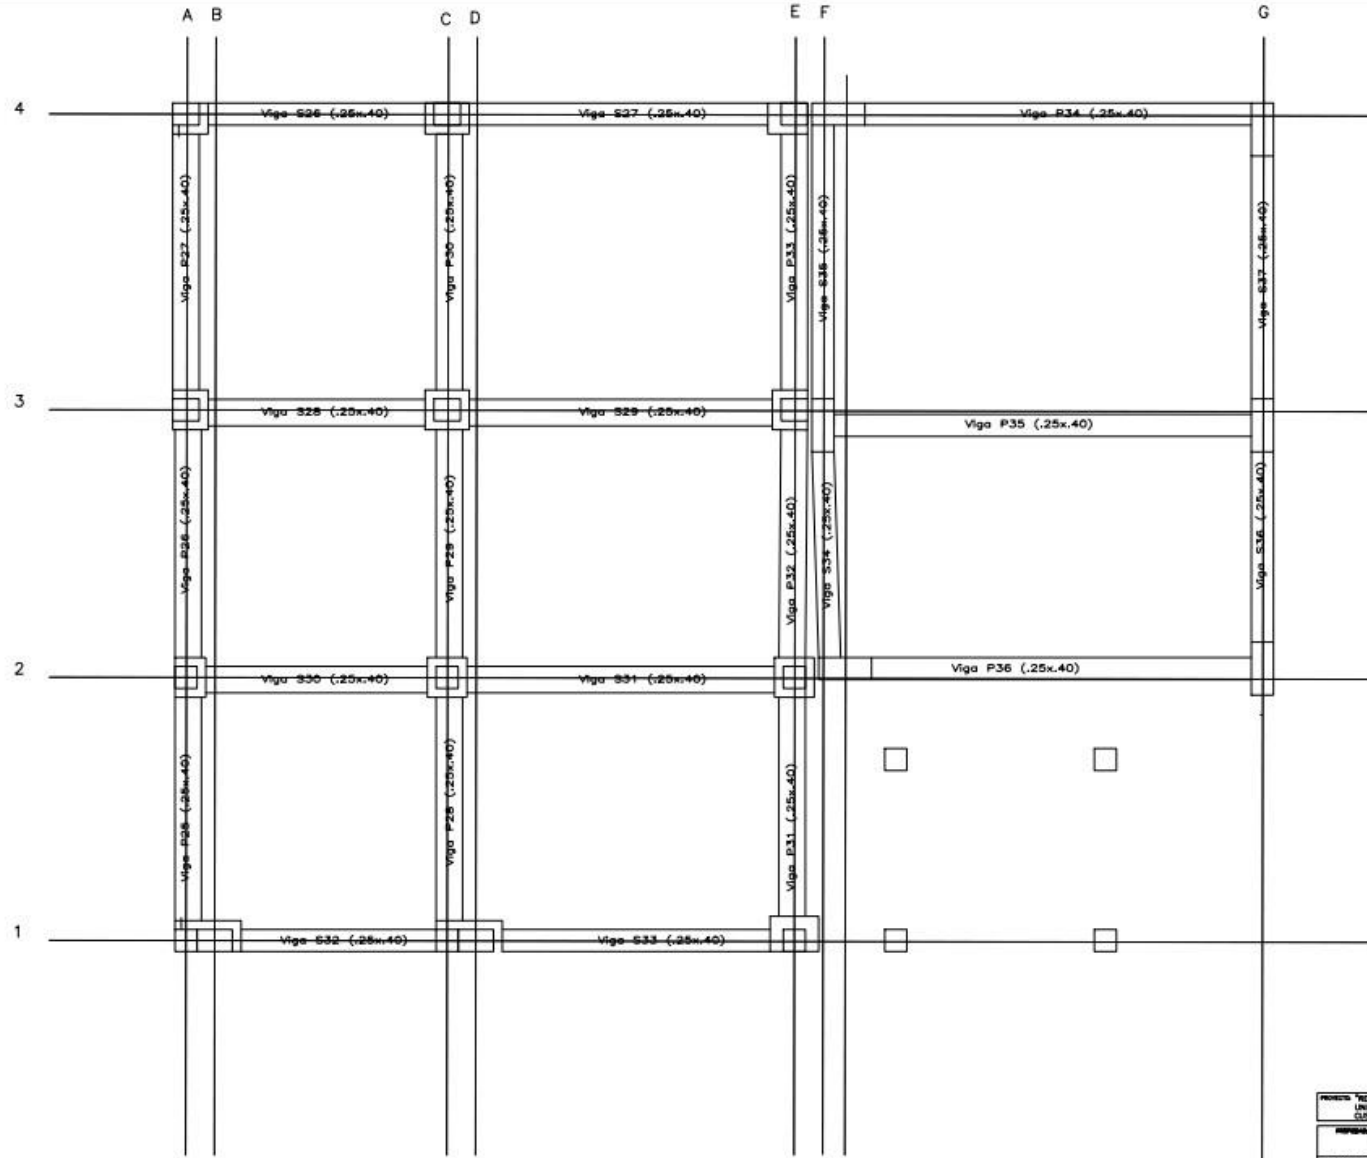 A B C D E F G
4
Viga S26 (.25x.40) Viga S27 (.25x.40) Viga P34 (.25x.40)
Viga P27 (.25x.40)
Viga P30 (.25x.40)
Viga P33 (.25x.40)
Viga S35 (.25x.40)
Viga S37 (.25x.40)
3
Viga S28 (.25x.40) Viga S29 (.25x.40) Viga P35 (.25x.40)
Viga P26 (.25x.40)
Viga P29 (.25x.40)
Viga P32 (.25x.40)
Viga S34 (.25x.40)
Viga S36 (.25x.40)
2
Viga S30 (.25x.40) Viga S31 (.25x.40) Viga P36 (.25x.40)
Viga P25 (.25x.40)
Viga P28 (.25x.40)
Viga P31 (.25x.40)
1
Viga S32 (.25x.40) Viga S33 (.25x.40)